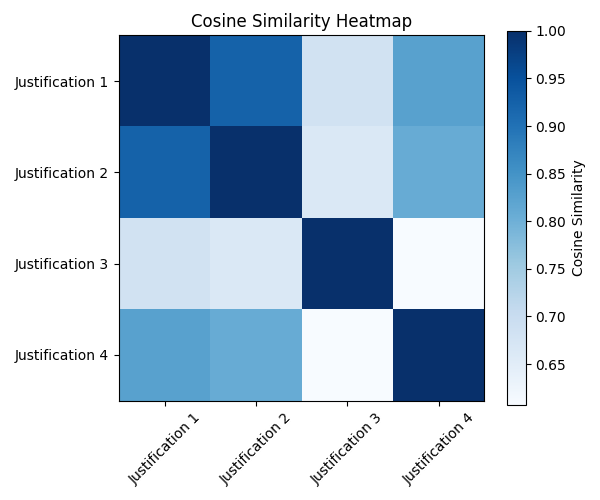 Cosine Similarity Heatmap
Justification 1
Justification 2
Justification 3
Justification 4
Justification 1
Justification 2
Justification 3
Justification 4
1.00
0.95
0.90
0.85
0.80
0.75
0.70
0.65
Cosine Similarity